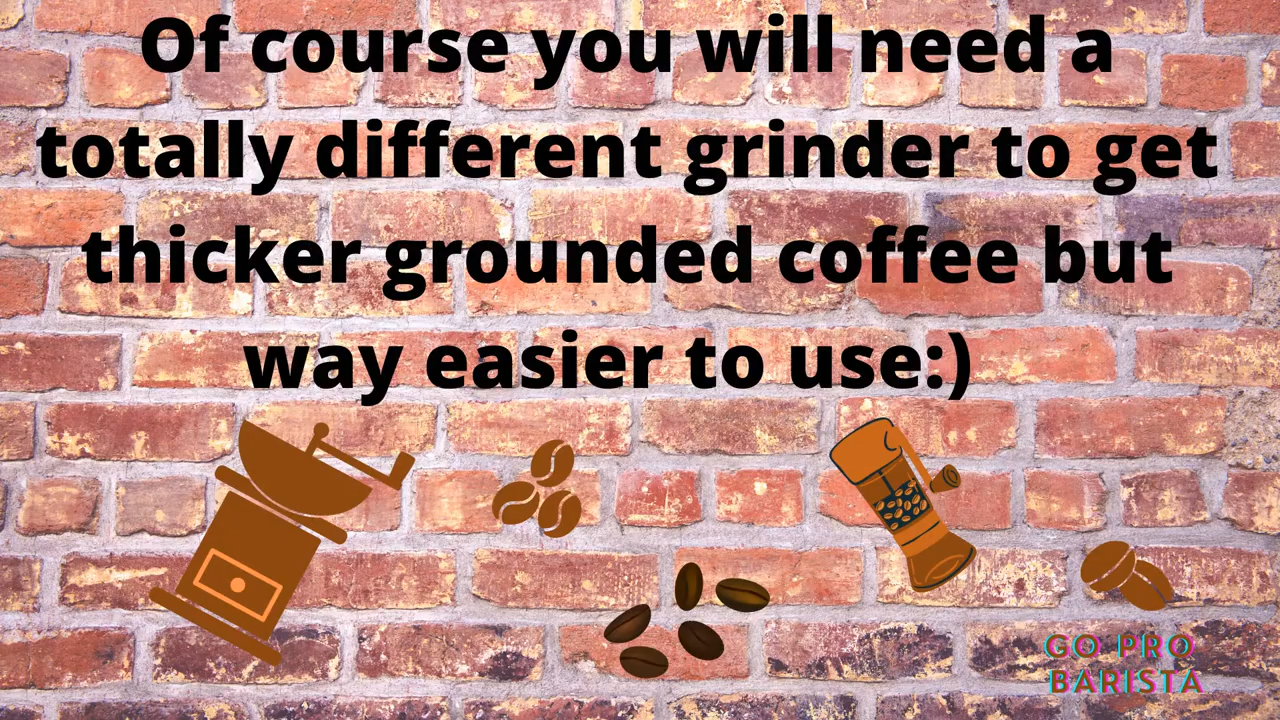 Of course you will need a
totally different grinder to get
thicker grounded coffee but
way easier to use:)
GO PRO
BARISTA